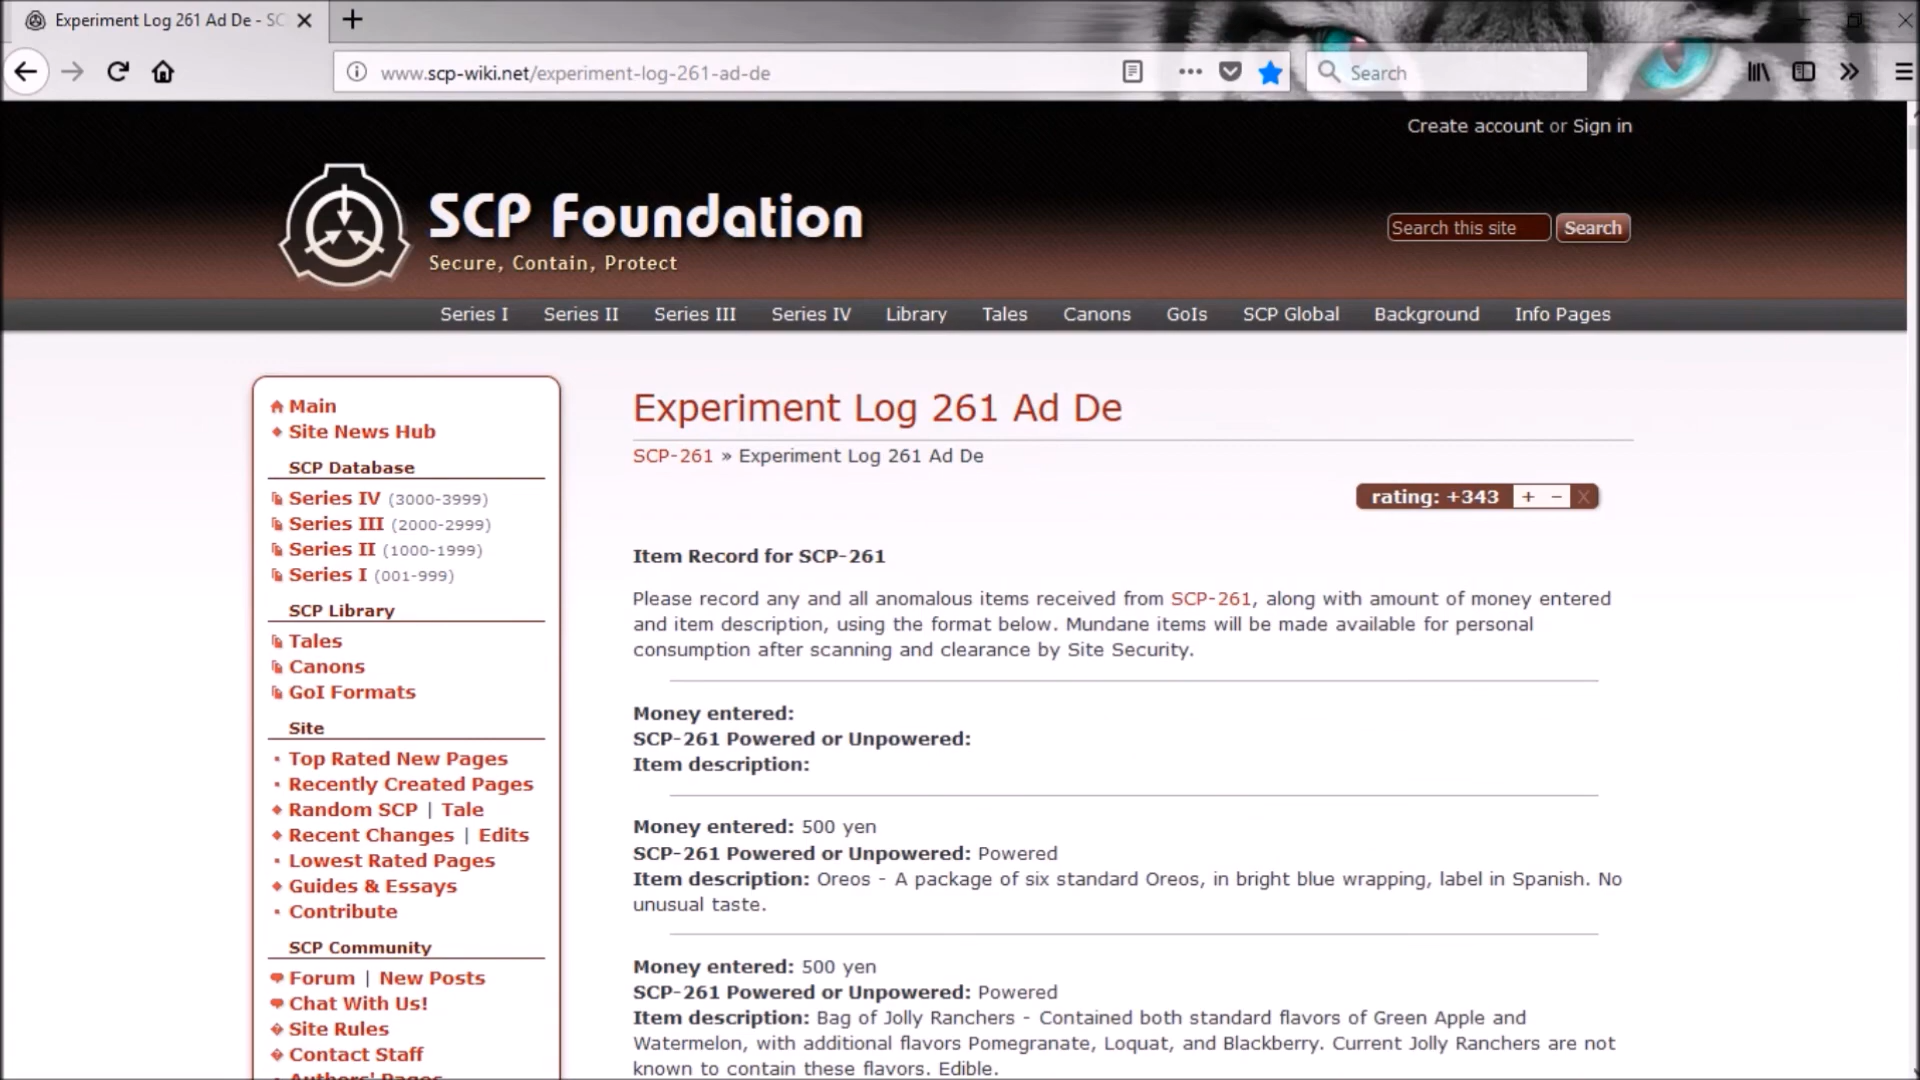 Experiment Log 261 Ad De - SC
www.scp-wiki.net/experiment-log-261-ad-de
Search
Create account or Sign in
SCP Foundation
Secure, Contain, Protect
Search this site
Search
Series I Series II Series III Series IV Library Tales Canons GoIs SCP Global Background Info Pages
Main
Site News Hub
SCP Database
Series IV (3000-3999)
Series III (2000-2999)
Series II (1000-1999)
Series I (001-999)
SCP Library
Tales
Canons
GoI Formats
Site
Top Rated New Pages
Recently Created Pages
Random SCP | Tale
Recent Changes | Edits
Lowest Rated Pages
Guides & Essays
Contribute
SCP Community
Forum | New Posts
Chat With Us!
Site Rules
Contact Staff
Authors' Pages
Experiment Log 261 Ad De
SCP-261 » Experiment Log 261 Ad De
rating: +343 + − X
Item Record for SCP-261
Please record any and all anomalous items received from SCP-261, along with amount of money entered
and item description, using the format below. Mundane items will be made available for personal
consumption after scanning and clearance by Site Security.
Money entered:
SCP-261 Powered or Unpowered:
Item description:
Money entered: 500 yen
SCP-261 Powered or Unpowered: Powered
Item description: Oreos - A package of six standard Oreos, in bright blue wrapping, label in Spanish. No
unusual taste.
Money entered: 500 yen
SCP-261 Powered or Unpowered: Powered
Item description: Bag of Jolly Ranchers - Contained both standard flavors of Green Apple and
Watermelon, with additional flavors Pomegranate, Loquat, and Blackberry. Current Jolly Ranchers are not
known to contain these flavors. Edible.